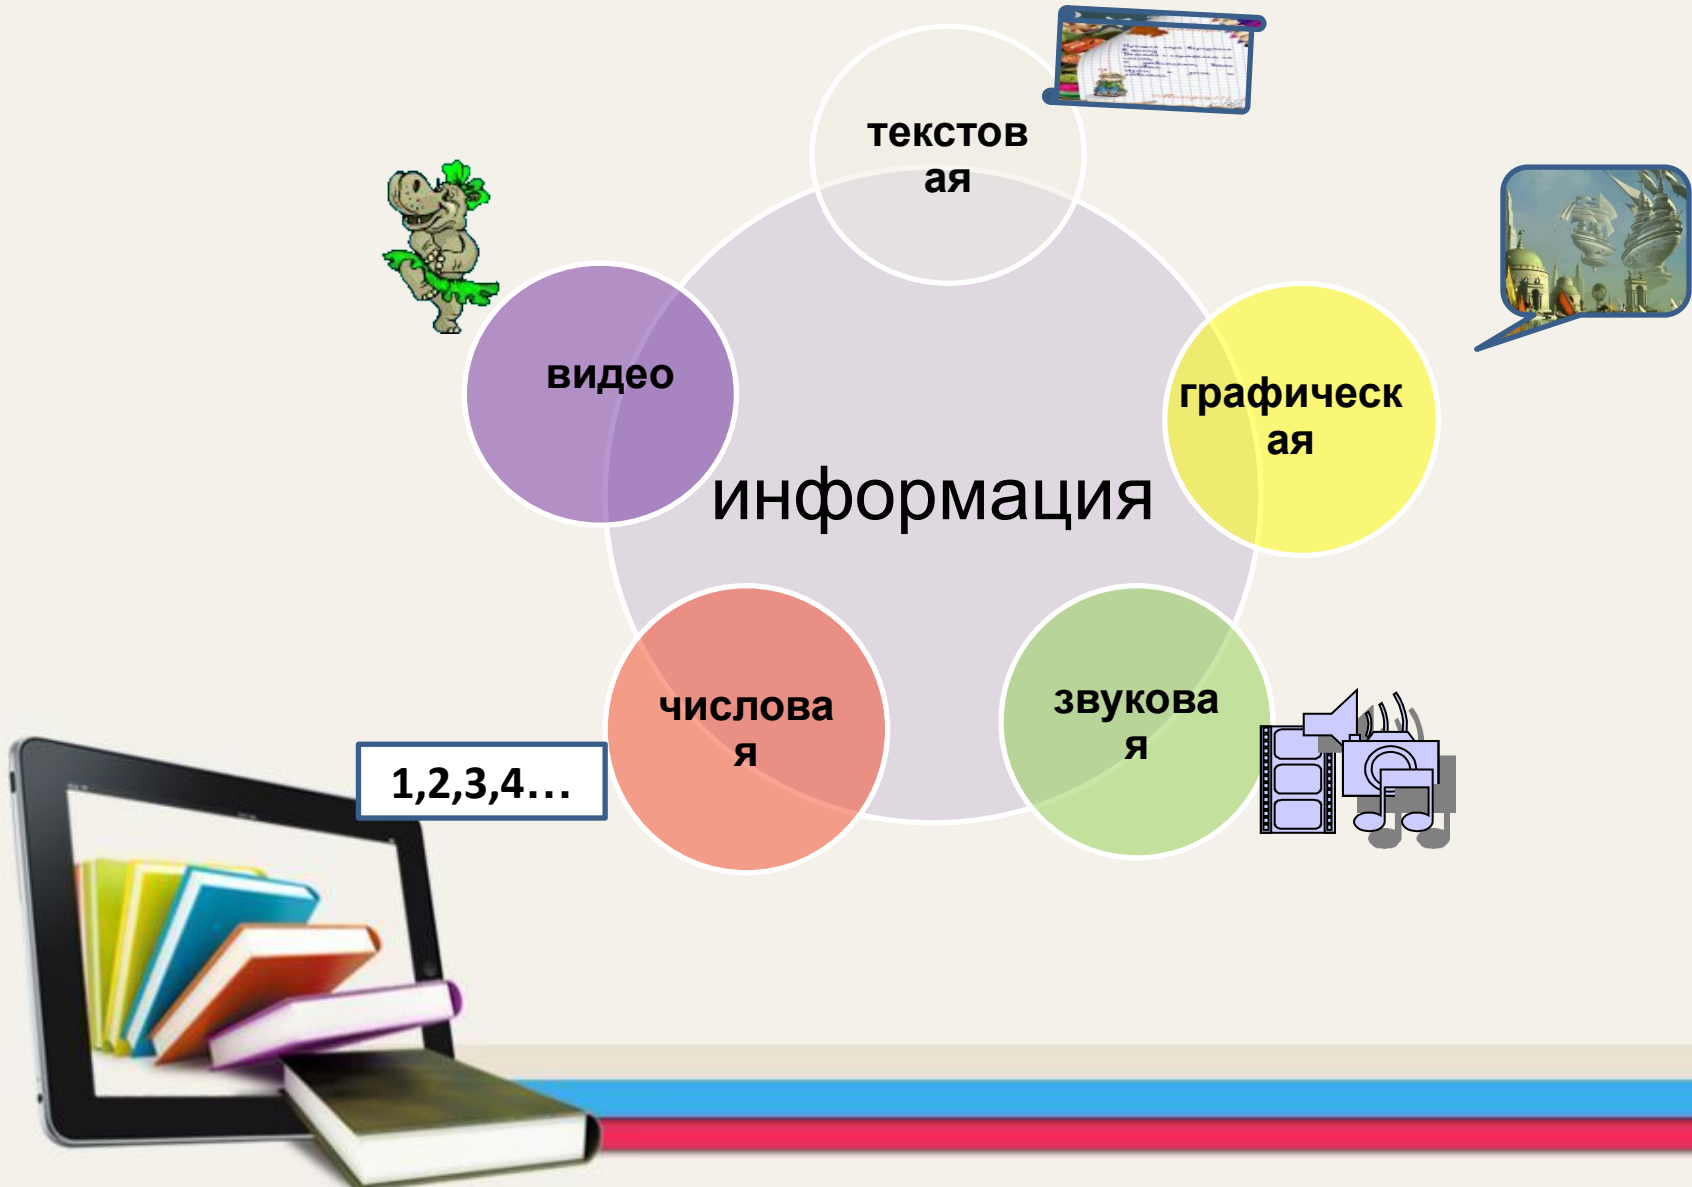 текстов
ая
видео
графическ
ая
информация
числова
я
звукова
я
1,2,3,4...